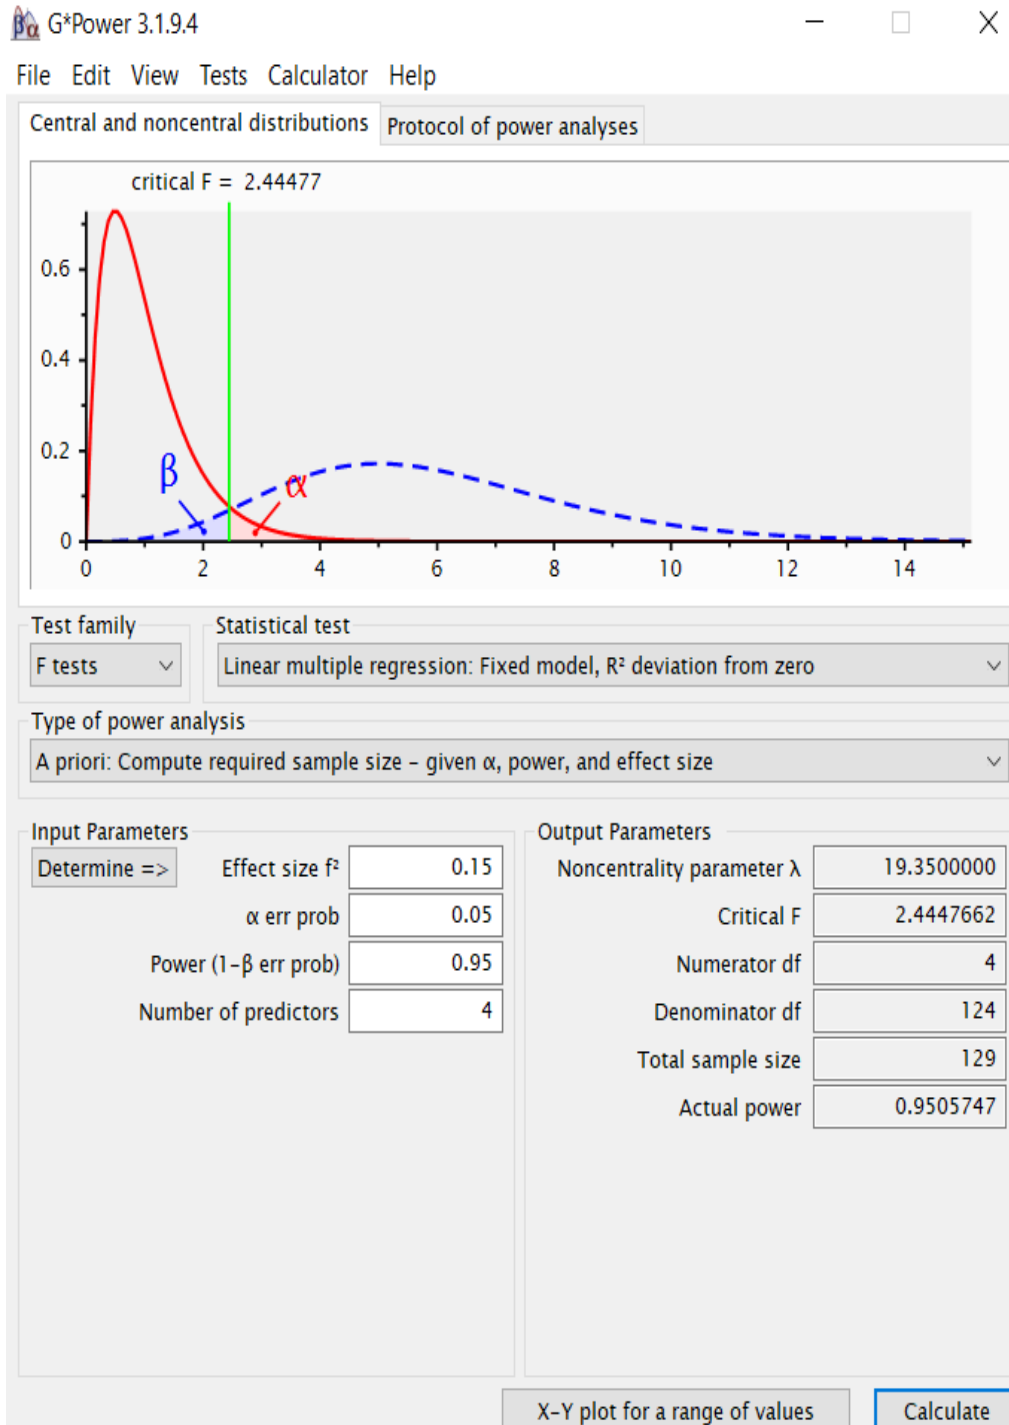 G*Power 3.1.9.4
File Edit View Tests Calculator Help
Central and noncentral distributions Protocol of power analyses
critical F = 2.44477
0.6
0.4
0.2
0
β
α
0 2 4 6 8 10 12 14
Test family Statistical test
F tests Linear multiple regression: Fixed model, R² deviation from zero
Type of power analysis
A priori: Compute required sample size – given α, power, and effect size
Input Parameters
Determine => Effect size f² 0.15
α err prob 0.05
Power (1-β err prob) 0.95
Number of predictors 4
Output Parameters
Noncentrality parameter λ 19.3500000
Critical F 2.4447662
Numerator df 4
Denominator df 124
Total sample size 129
Actual power 0.9505747
X-Y plot for a range of values Calculate